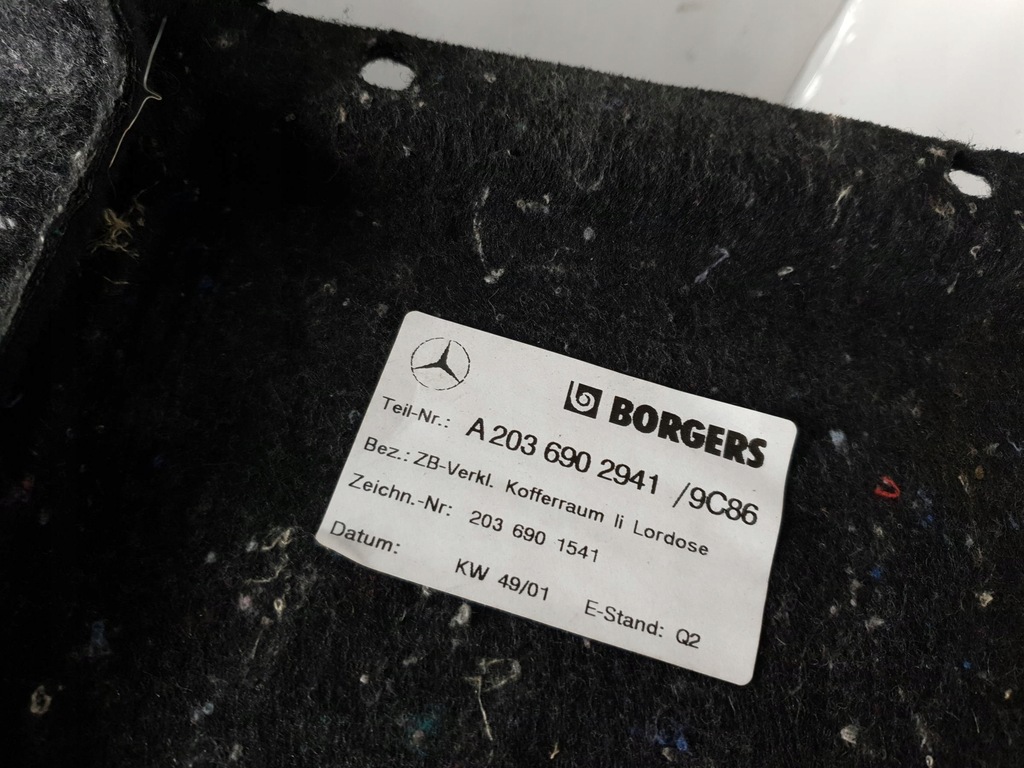 BORGERS
Teil-Nr.: A 203 690 2941 /9C86
Bez.: ZB-Verkl. Kofferraum li Lordose
Zeichn.-Nr: 203 690 1541
Datum: KW 49/01 E-Stand: Q2